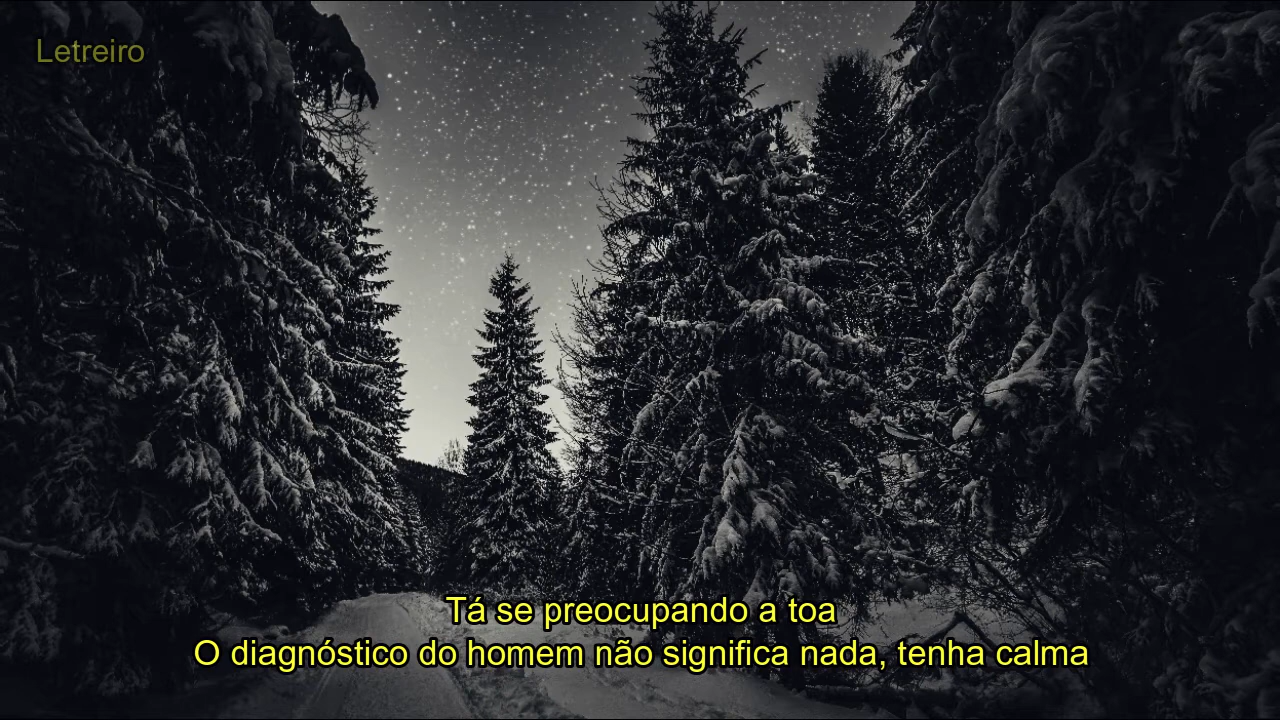 Letreiro
Tá se preocupando a toa
O diagnóstico do homem não significa nada, tenha calma